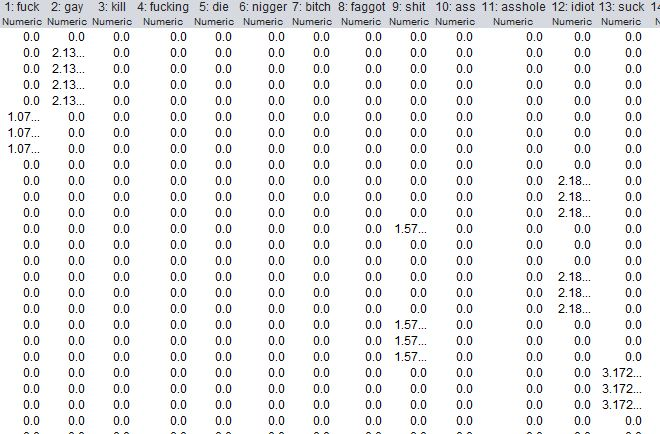 1: fuck 2: gay 3: kill 4: fucking 5: die 6: nigger 7: bitch 8: faggot 9: shit 10: ass 11: asshole 12: idiot 13: suck
Numeric Numeric Numeric Numeric Numeric Numeric Numeric Numeric Numeric Numeric Numeric Numeric Numeric
0.0 0.0 0.0 0.0 0.0 0.0 0.0 0.0 0.0 0.0 0.0 0.0 0.0
0.0 2.13... 0.0 0.0 0.0 0.0 0.0 0.0 0.0 0.0 0.0 0.0 0.0
0.0 2.13... 0.0 0.0 0.0 0.0 0.0 0.0 0.0 0.0 0.0 0.0 0.0
0.0 2.13... 0.0 0.0 0.0 0.0 0.0 0.0 0.0 0.0 0.0 0.0 0.0
0.0 2.13... 0.0 0.0 0.0 0.0 0.0 0.0 0.0 0.0 0.0 0.0 0.0
1.07... 0.0 0.0 0.0 0.0 0.0 0.0 0.0 0.0 0.0 0.0 0.0 0.0
1.07... 0.0 0.0 0.0 0.0 0.0 0.0 0.0 0.0 0.0 0.0 0.0 0.0
1.07... 0.0 0.0 0.0 0.0 0.0 0.0 0.0 0.0 0.0 0.0 0.0 0.0
0.0 0.0 0.0 0.0 0.0 0.0 0.0 0.0 0.0 0.0 0.0 0.0 0.0
0.0 0.0 0.0 0.0 0.0 0.0 0.0 0.0 0.0 0.0 0.0 2.18... 0.0
0.0 0.0 0.0 0.0 0.0 0.0 0.0 0.0 0.0 0.0 0.0 2.18... 0.0
0.0 0.0 0.0 0.0 0.0 0.0 0.0 0.0 0.0 0.0 0.0 2.18... 0.0
0.0 0.0 0.0 0.0 0.0 0.0 0.0 0.0 1.57... 0.0 0.0 0.0 0.0
0.0 0.0 0.0 0.0 0.0 0.0 0.0 0.0 0.0 0.0 0.0 0.0 0.0
0.0 0.0 0.0 0.0 0.0 0.0 0.0 0.0 0.0 0.0 0.0 0.0 0.0
0.0 0.0 0.0 0.0 0.0 0.0 0.0 0.0 0.0 0.0 0.0 2.18... 0.0
0.0 0.0 0.0 0.0 0.0 0.0 0.0 0.0 0.0 0.0 0.0 2.18... 0.0
0.0 0.0 0.0 0.0 0.0 0.0 0.0 0.0 0.0 0.0 0.0 2.18... 0.0
0.0 0.0 0.0 0.0 0.0 0.0 0.0 0.0 1.57... 0.0 0.0 0.0 0.0
0.0 0.0 0.0 0.0 0.0 0.0 0.0 0.0 1.57... 0.0 0.0 0.0 0.0
0.0 0.0 0.0 0.0 0.0 0.0 0.0 0.0 1.57... 0.0 0.0 0.0 0.0
0.0 0.0 0.0 0.0 0.0 0.0 0.0 0.0 0.0 0.0 0.0 0.0 3.172...
0.0 0.0 0.0 0.0 0.0 0.0 0.0 0.0 0.0 0.0 0.0 0.0 3.172...
0.0 0.0 0.0 0.0 0.0 0.0 0.0 0.0 0.0 0.0 0.0 0.0 3.172...
0.0 0.0 0.0 0.0 0.0 0.0 0.0 0.0 0.0 0.0 0.0 0.0 0.0